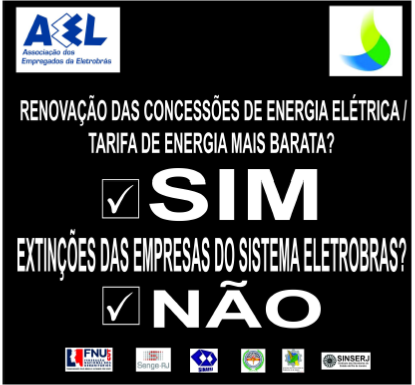 AEEL
Associação dos
Empregados da Eletrobrás
RENOVAÇÃO DAS CONCESSÕES DE ENERGIA ELÉTRICA /
TARIFA DE ENERGIA MAIS BARATA?
SIM
EXTINÇÕES DAS EMPRESAS DO SISTEMA ELETROBRAS?
NÃO
FNU
Senge-RJ
SINSERJ